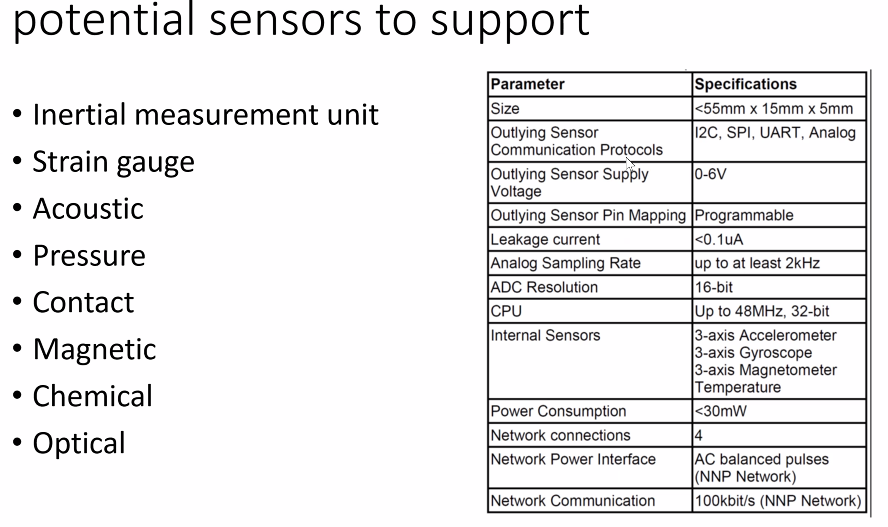 potential sensors to support
• Inertial measurement unit
• Strain gauge
• Acoustic
• Pressure
• Contact
• Magnetic
• Chemical
• Optical
Parameter Specifications
Size <55mm x 15mm x 5mm
Outlying Sensor I2C, SPI, UART, Analog
Communication Protocols
Outlying Sensor Supply 0-6V
Voltage
Outlying Sensor Pin Mapping Programmable
Leakage current <0.1uA
Analog Sampling Rate up to at least 2kHz
ADC Resolution 16-bit
CPU Up to 48MHz, 32-bit
Internal Sensors 3-axis Accelerometer
3-axis Gyroscope
3-axis Magnetometer
Temperature
Power Consumption <30mW
Network connections 4
Network Power Interface AC balanced pulses
(NNP Network)
Network Communication 100kbit/s (NNP Network)